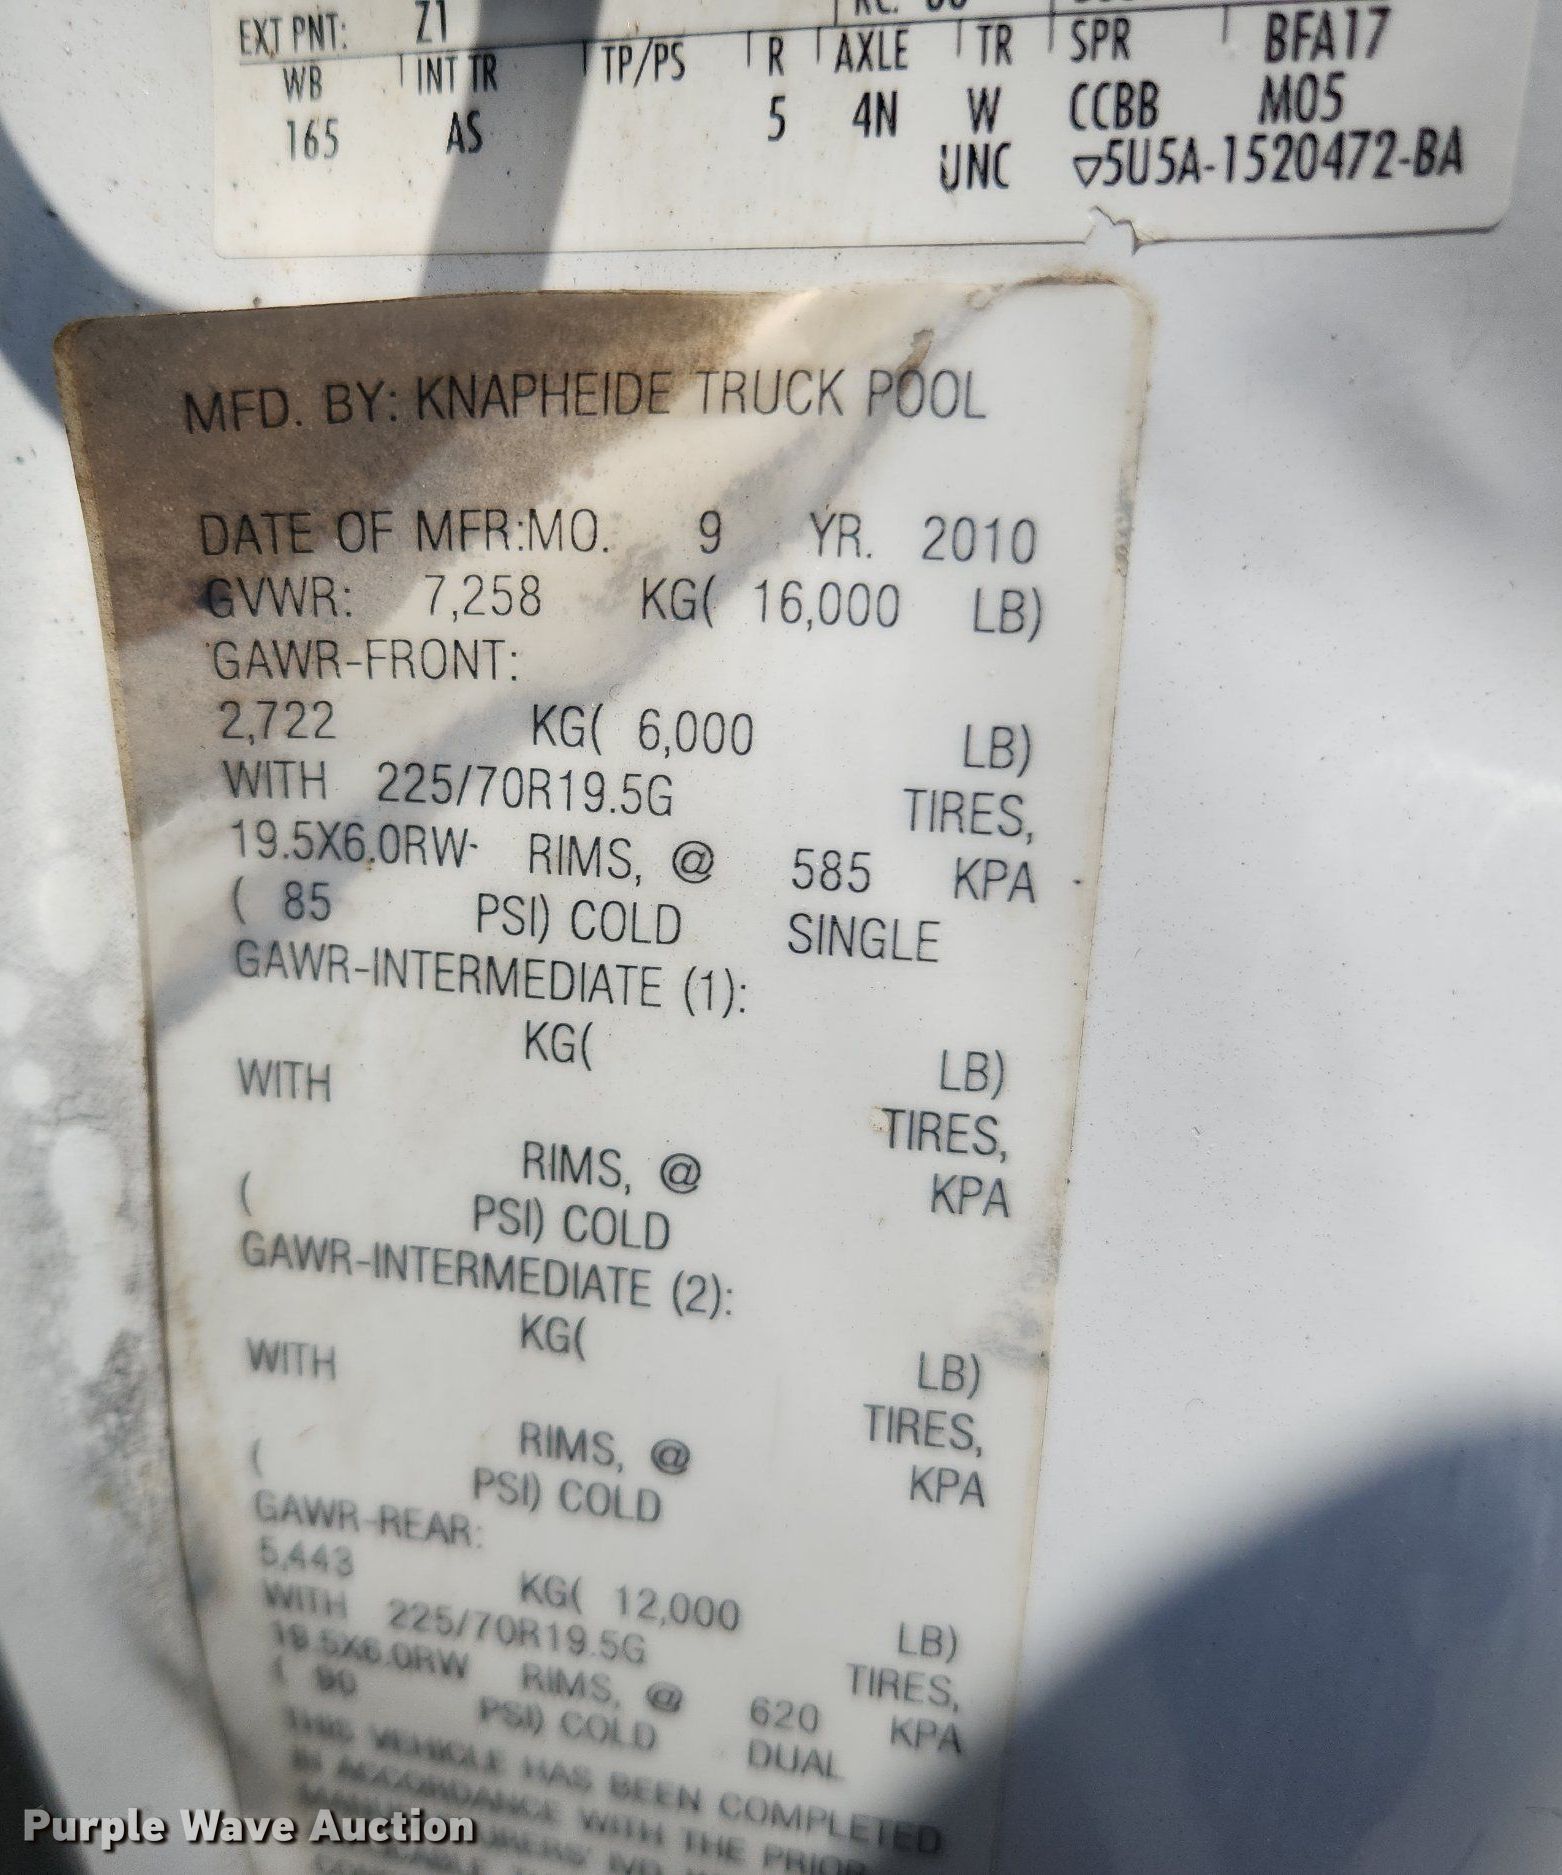 EXT PNT: Z1
WB INT TR TP/PS R AXLE TR SPR BFA17
165 AS 5 4N W CCBB M05
UNC ▽5U5A-1520472-BA
MFD. BY: KNAPHEIDE TRUCK POOL
DATE OF MFR:MO. 9 YR. 2010
GVWR: 7,258 KG( 16,000 LB)
GAWR-FRONT:
2,722 KG( 6,000 LB)
WITH 225/70R19.5G TIRES,
19.5X6.0RW- RIMS, @ 585 KPA
( 85 PSI) COLD SINGLE
GAWR-INTERMEDIATE (1):
KG( LB)
WITH TIRES,
RIMS, @ KPA
( PSI) COLD
GAWR-INTERMEDIATE (2):
KG( LB)
WITH TIRES,
RIMS, @ KPA
( PSI) COLD
GAWR-REAR:
5,443 KG( 12,000 LB)
WITH 225/70R19.5G TIRES,
19.5X6.0RW RIMS, @ 620 KPA
( 90 PSI) COLD DUAL
THIS VEHICLE HAS BEEN COMPLETED
IN ACCORDANCE WITH THE PRIOR
Purple Wave Auction